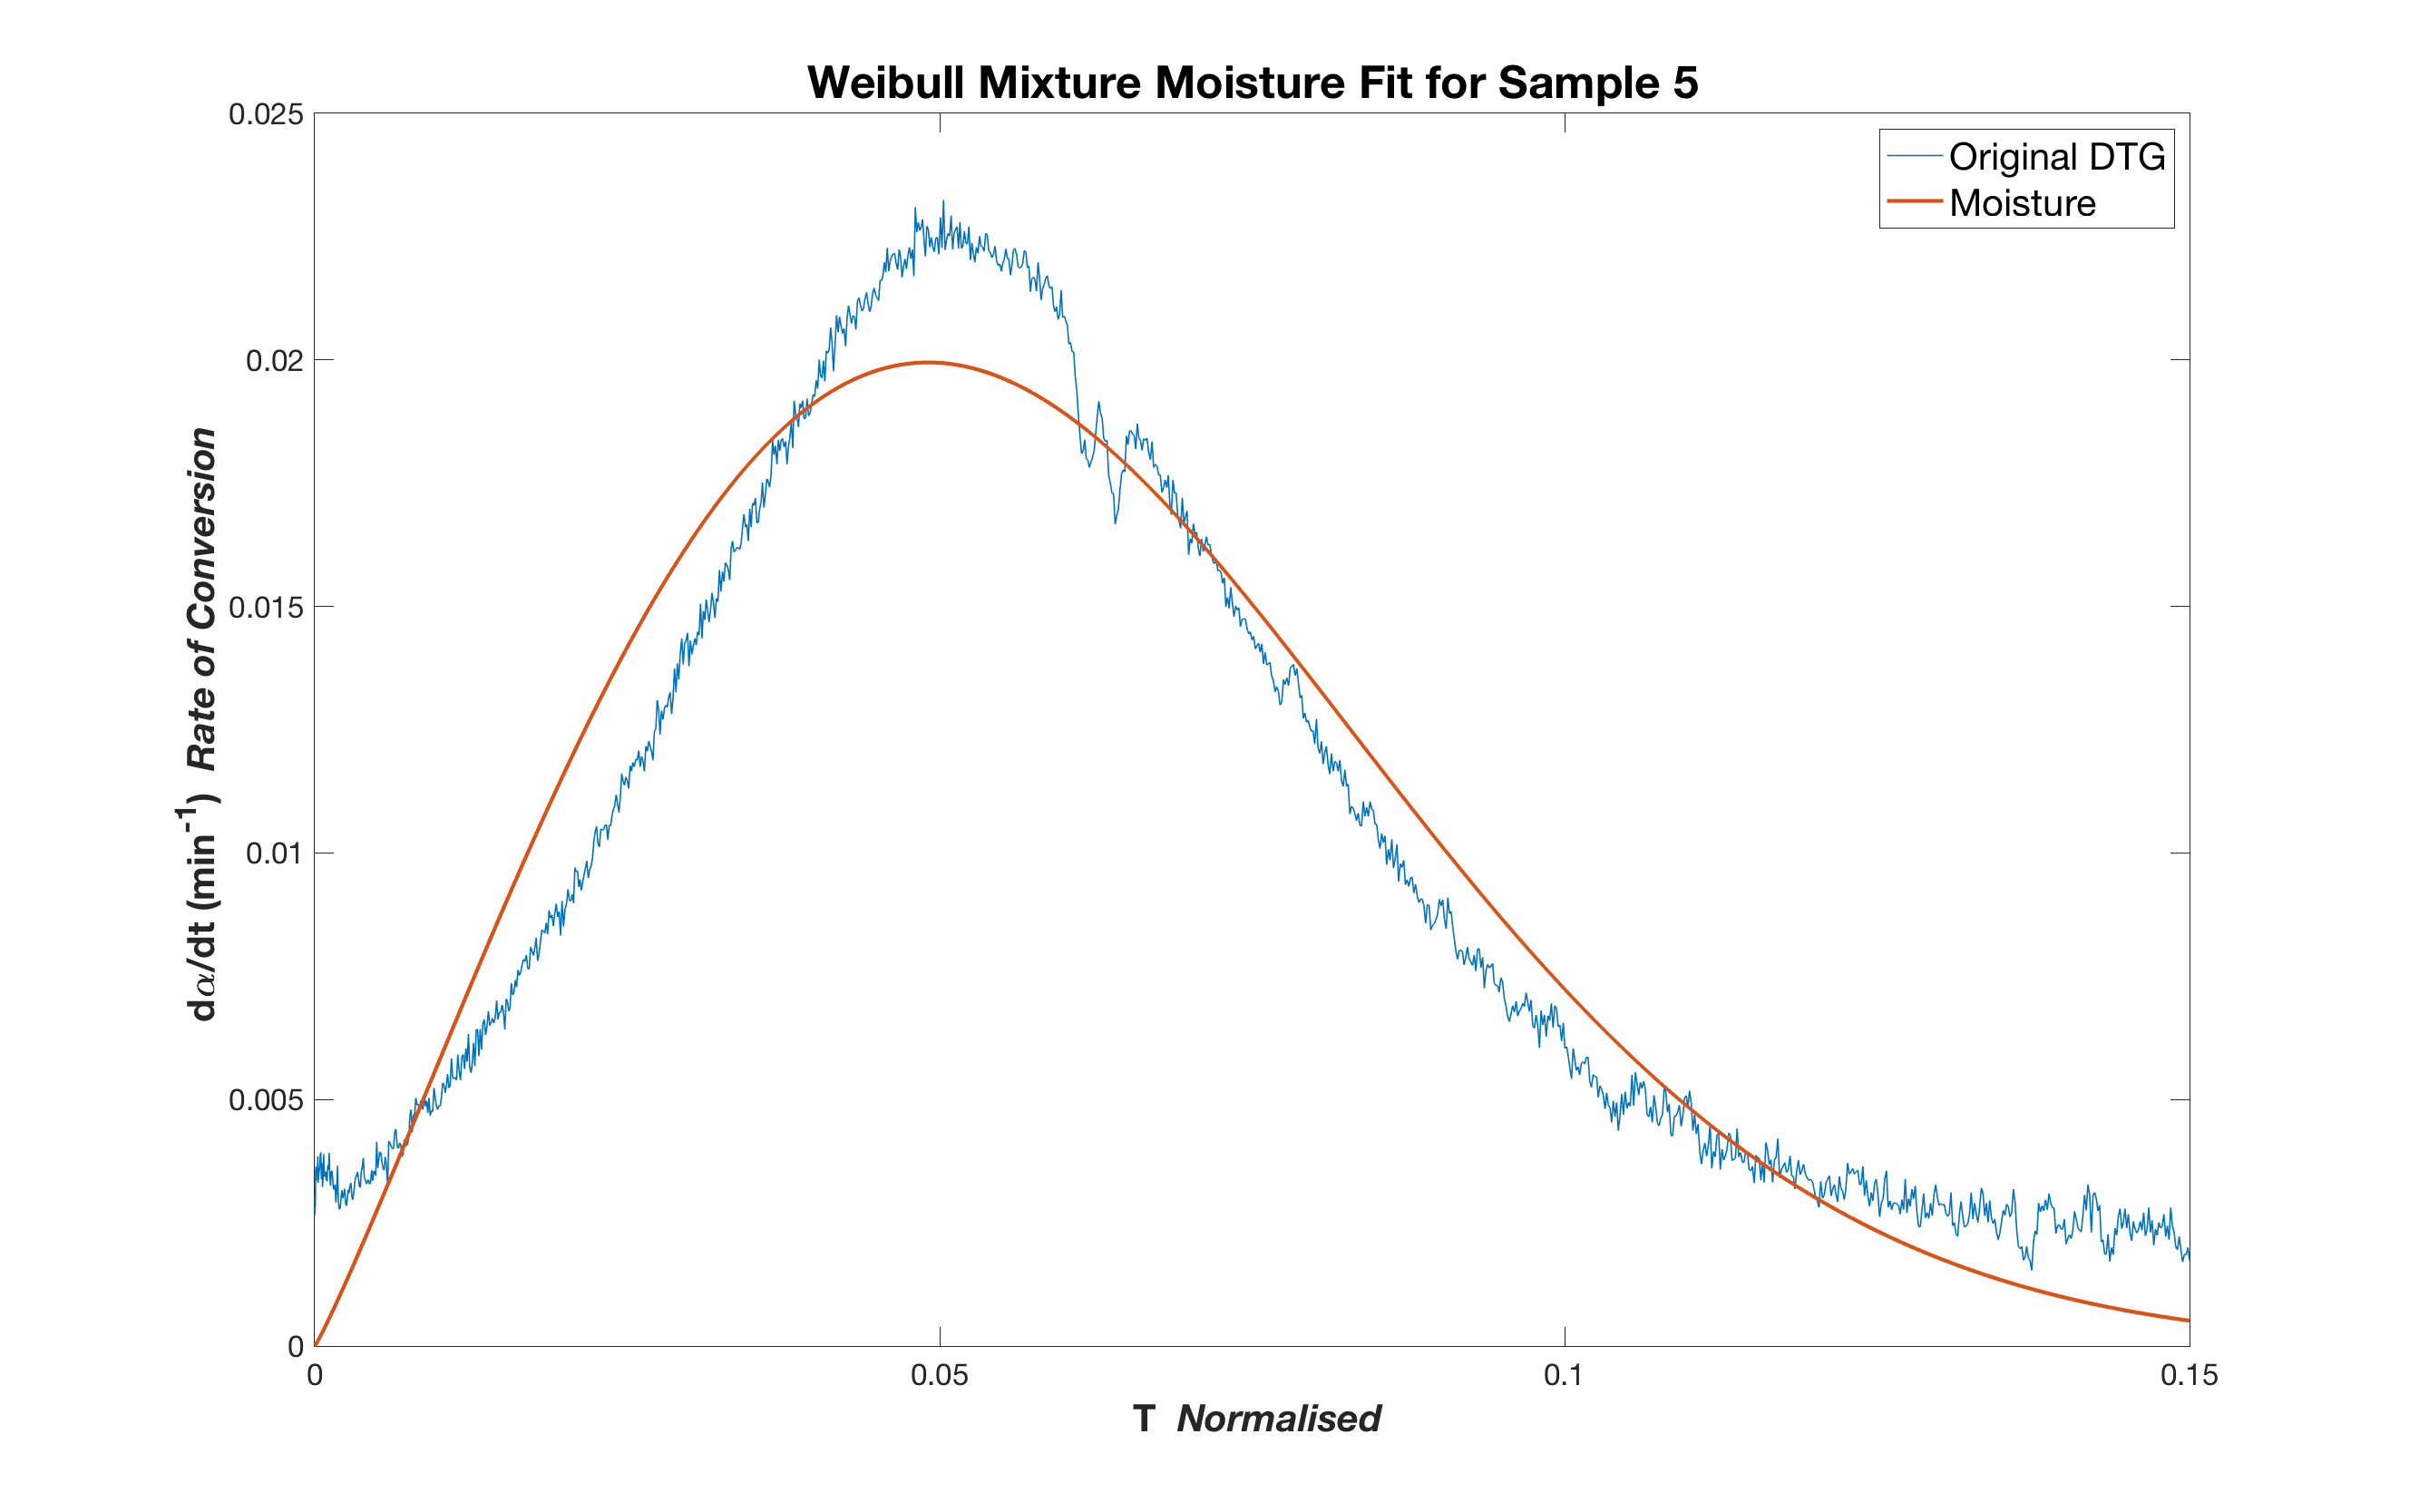 Weibull Mixture Moisture Fit for Sample 5
Original DTG
Moisture
dα/dt (min⁻¹) Rate of Conversion
0.025
0.02
0.015
0.01
0.005
0
0
0.05
0.1
0.15
T Normalised